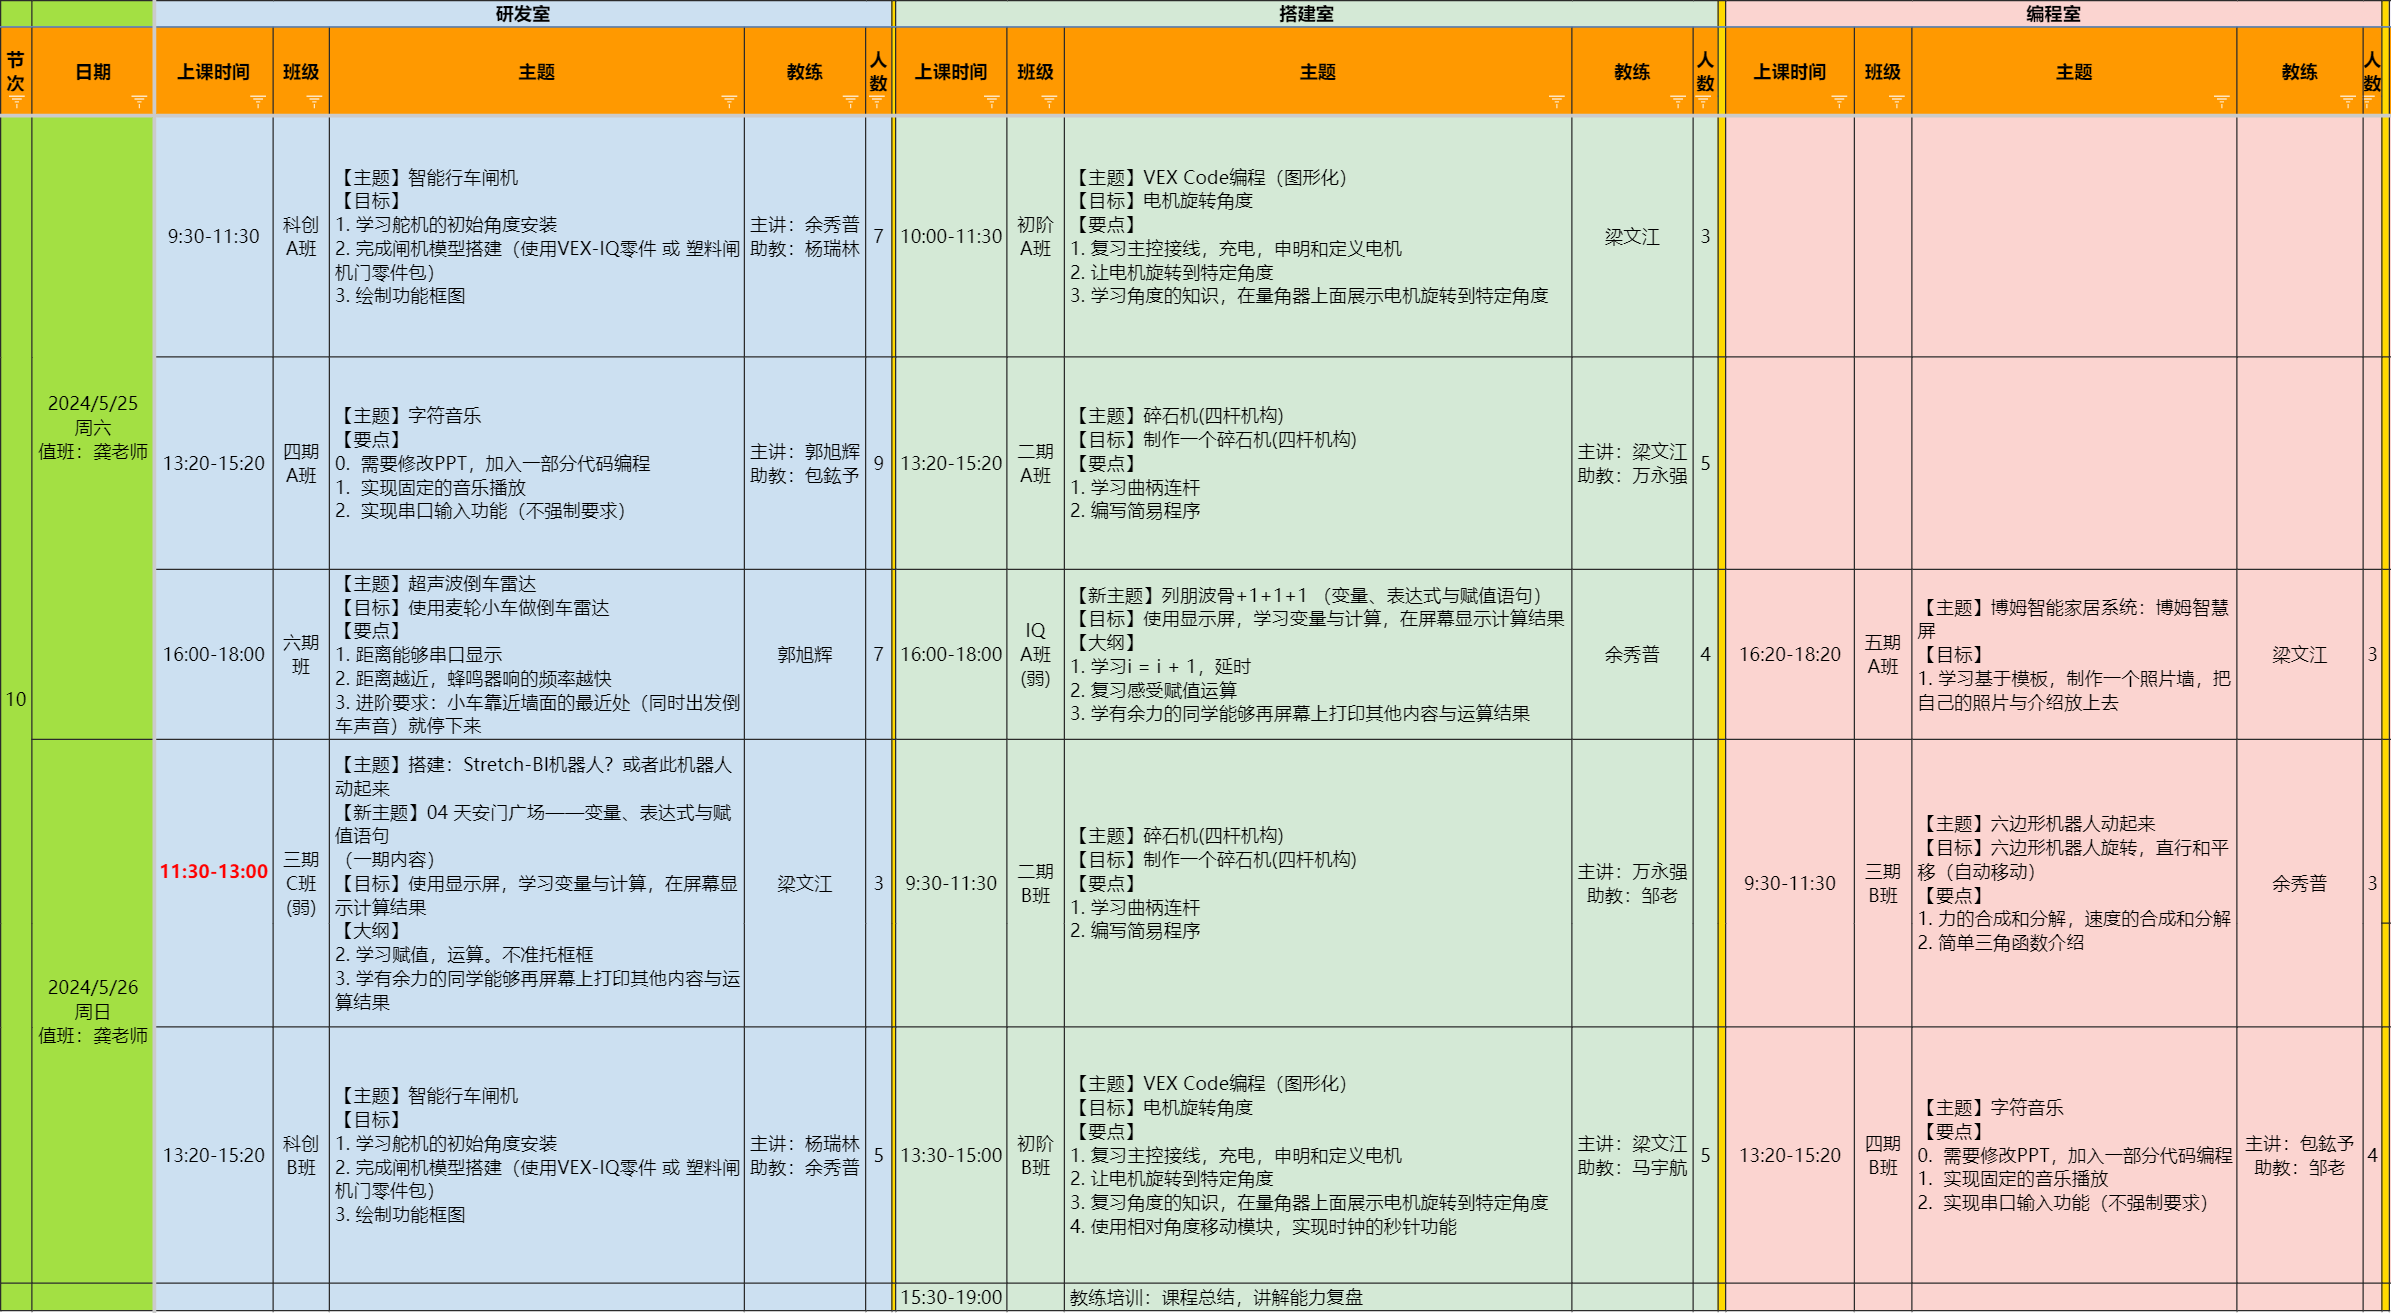 研发室
搭建室
编程室
节
次
日期
上课时间
班级
主题
教练
人
数
上课时间
班级
主题
教练
人
数
上课时间
班级
主题
教练
人
数
10
2024/5/25
周六
值班：龚老师
9:30-11:30
科创
A班
【主题】智能行车闸机
【目标】
1. 学习舵机的初始角度安装
2. 完成闸机模型搭建（使用VEX-IQ零件 或 塑料闸
机门零件包）
3. 绘制功能框图
主讲：余秀普
助教：杨瑞林
7
10:00-11:30
初阶
A班
【主题】VEX Code编程（图形化）
【目标】电机旋转角度
【要点】
1. 复习主控接线，充电，申明和定义电机
2. 让电机旋转到特定角度
3. 学习角度的知识，在量角器上面展示电机旋转到特定角度
梁文江
3
13:20-15:20
四期
A班
【主题】字符音乐
【要点】
0.  需要修改PPT，加入一部分代码编程
1.  实现固定的音乐播放
2.  实现串口输入功能（不强制要求）
主讲：郭旭辉
助教：包鉉予
9
13:20-15:20
二期
A班
【主题】碎石机(四杆机构)
【目标】制作一个碎石机(四杆机构)
【要点】
1. 学习曲柄连杆
2. 编写简易程序
主讲：梁文江
助教：万永强
5
16:00-18:00
六期
班
【主题】超声波倒车雷达
【目标】使用麦轮小车做倒车雷达
【要点】
1. 距离能够串口显示
2. 距离越近，蜂鸣器响的频率越快
3. 进阶要求：小车靠近墙面的最近处（同时出发倒
车声音）就停下来
郭旭辉
7
16:00-18:00
IQ
A班
(弱)
【新主题】列朋波骨+1+1+1 （变量、表达式与赋值语句）
【目标】使用显示屏，学习变量与计算，在屏幕显示计算结果
【大纲】
1. 学习i = i + 1，延时
2. 复习感受赋值运算
3. 学有余力的同学能够再屏幕上打印其他内容与运算结果
余秀普
4
16:20-18:20
五期
A班
【主题】博姆智能家居系统：博姆智慧
屏
【目标】
1. 学习基于模板，制作一个照片墙，把
自己的照片与介绍放上去
梁文江
3
2024/5/26
周日
值班：龚老师
11:30-13:00
三期
C班
(弱)
【主题】搭建：Stretch-BI机器人？或者此机器人
动起来
【新主题】04 天安门广场——变量、表达式与赋
值语句
（一期内容）
【目标】使用显示屏，学习变量与计算，在屏幕显
示计算结果
【大纲】
2. 学习赋值，运算。不准托框框
3. 学有余力的同学能够再屏幕上打印其他内容与运
算结果
梁文江
3
9:30-11:30
二期
B班
【主题】碎石机(四杆机构)
【目标】制作一个碎石机(四杆机构)
【要点】
1. 学习曲柄连杆
2. 编写简易程序
主讲：万永强
助教：邹老
9:30-11:30
三期
B班
【主题】六边形机器人动起来
【目标】六边形机器人旋转，直行和平
移（自动移动）
【要点】
1. 力的合成和分解，速度的合成和分解
2. 简单三角函数介绍
余秀普
3
13:20-15:20
科创
B班
【主题】智能行车闸机
【目标】
1. 学习舵机的初始角度安装
2. 完成闸机模型搭建（使用VEX-IQ零件 或 塑料闸
机门零件包）
3. 绘制功能框图
主讲：杨瑞林
助教：余秀普
5
13:30-15:00
初阶
B班
【主题】VEX Code编程（图形化）
【目标】电机旋转角度
【要点】
1. 复习主控接线，充电，申明和定义电机
2. 让电机旋转到特定角度
3. 复习角度的知识，在量角器上面展示电机旋转到特定角度
4. 使用相对角度移动模块，实现时钟的秒针功能
主讲：梁文江
助教：马宇航
5
13:20-15:20
四期
B班
【主题】字符音乐
【要点】
0.  需要修改PPT，加入一部分代码编程
1.  实现固定的音乐播放
2.  实现串口输入功能（不强制要求）
主讲：包鉉予
助教：邹老
4
15:30-19:00
教练培训：课程总结，讲解能力复盘